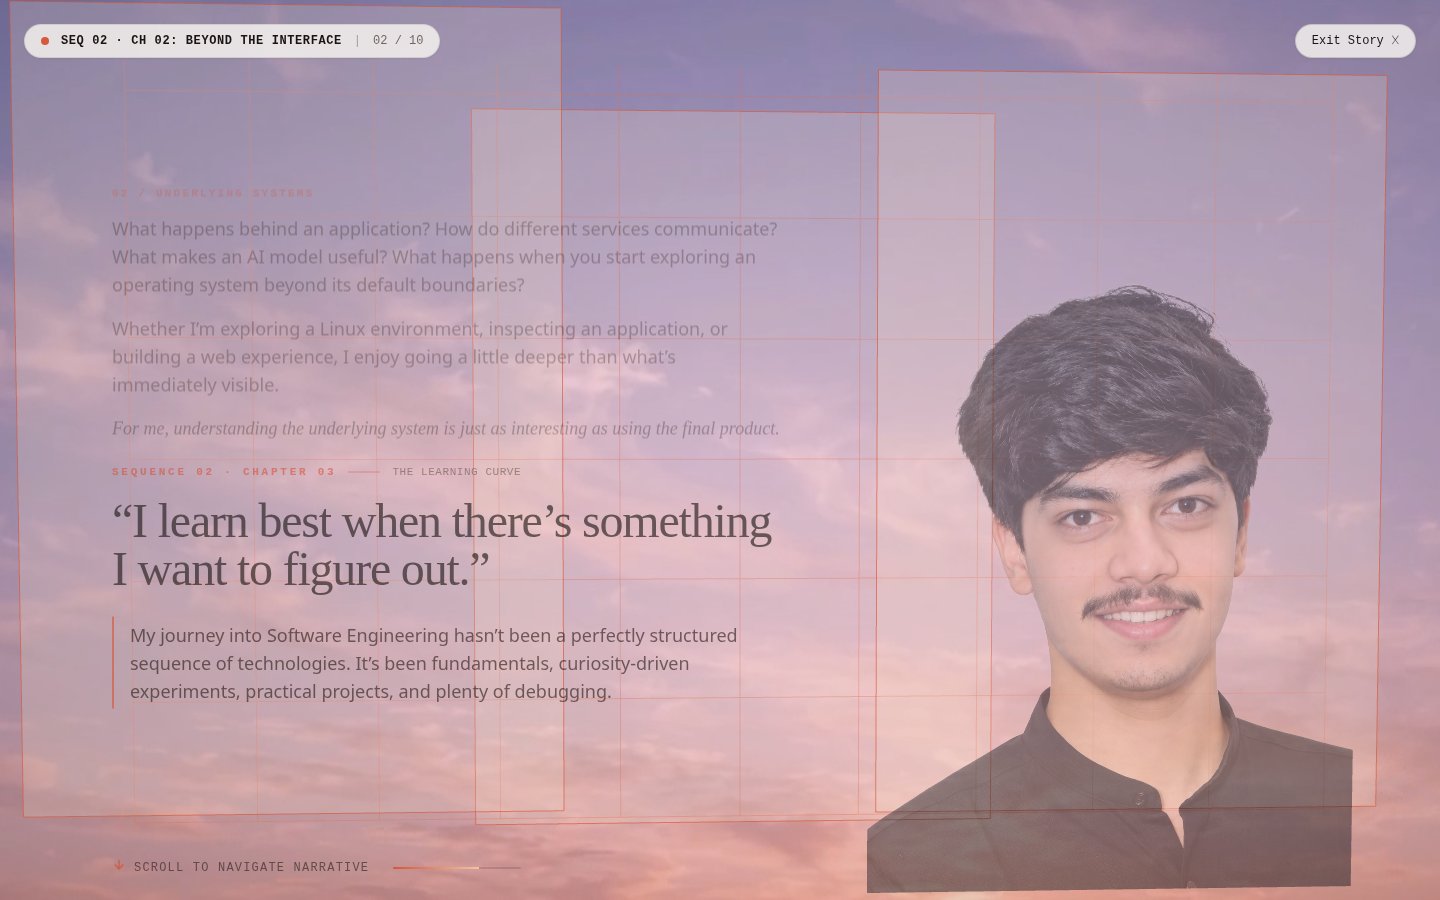 SEQ 02 · CH 02: BEYOND THE INTERFACE | 02 / 10
Exit Story X
02 / UNDERLYING SYSTEMS
What happens behind an application? How do different services communicate?
What makes an AI model useful? What happens when you start exploring an
operating system beyond its default boundaries?
Whether I'm exploring a Linux environment, inspecting an application, or
building a web experience, I enjoy going a little deeper than what's
immediately visible.
For me, understanding the underlying system is just as interesting as using the final product.
SEQUENCE 02 · CHAPTER 03 THE LEARNING CURVE
“I learn best when there’s something
I want to figure out.”
My journey into Software Engineering hasn’t been a perfectly structured
sequence of technologies. It’s been fundamentals, curiosity-driven
experiments, practical projects, and plenty of debugging.
SCROLL TO NAVIGATE NARRATIVE